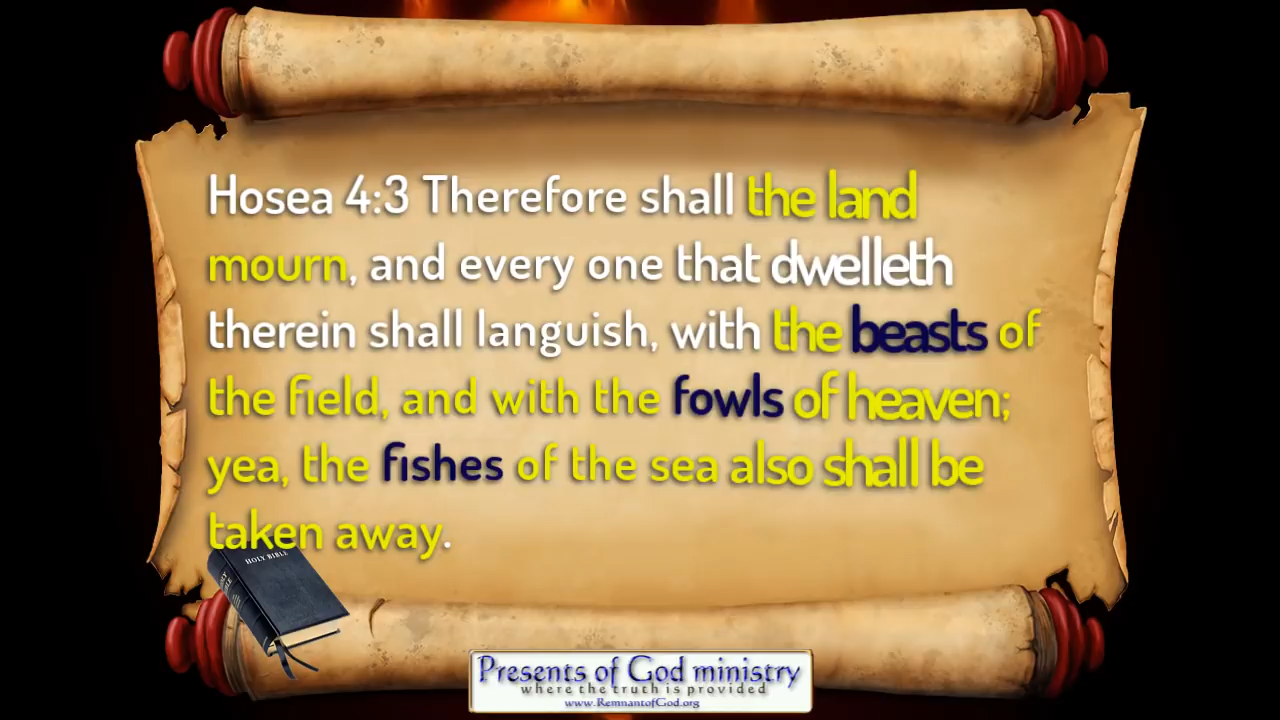 Hosea 4:3 Therefore shall the land
mourn, and every one that dwelleth
therein shall languish, with the beasts of
the field, and with the fowls of heaven;
yea, the fishes of the sea also shall be
taken away.
HOLY BIBLE
Presents of God ministry
where the truth is provided
www.RemnantofGod.org